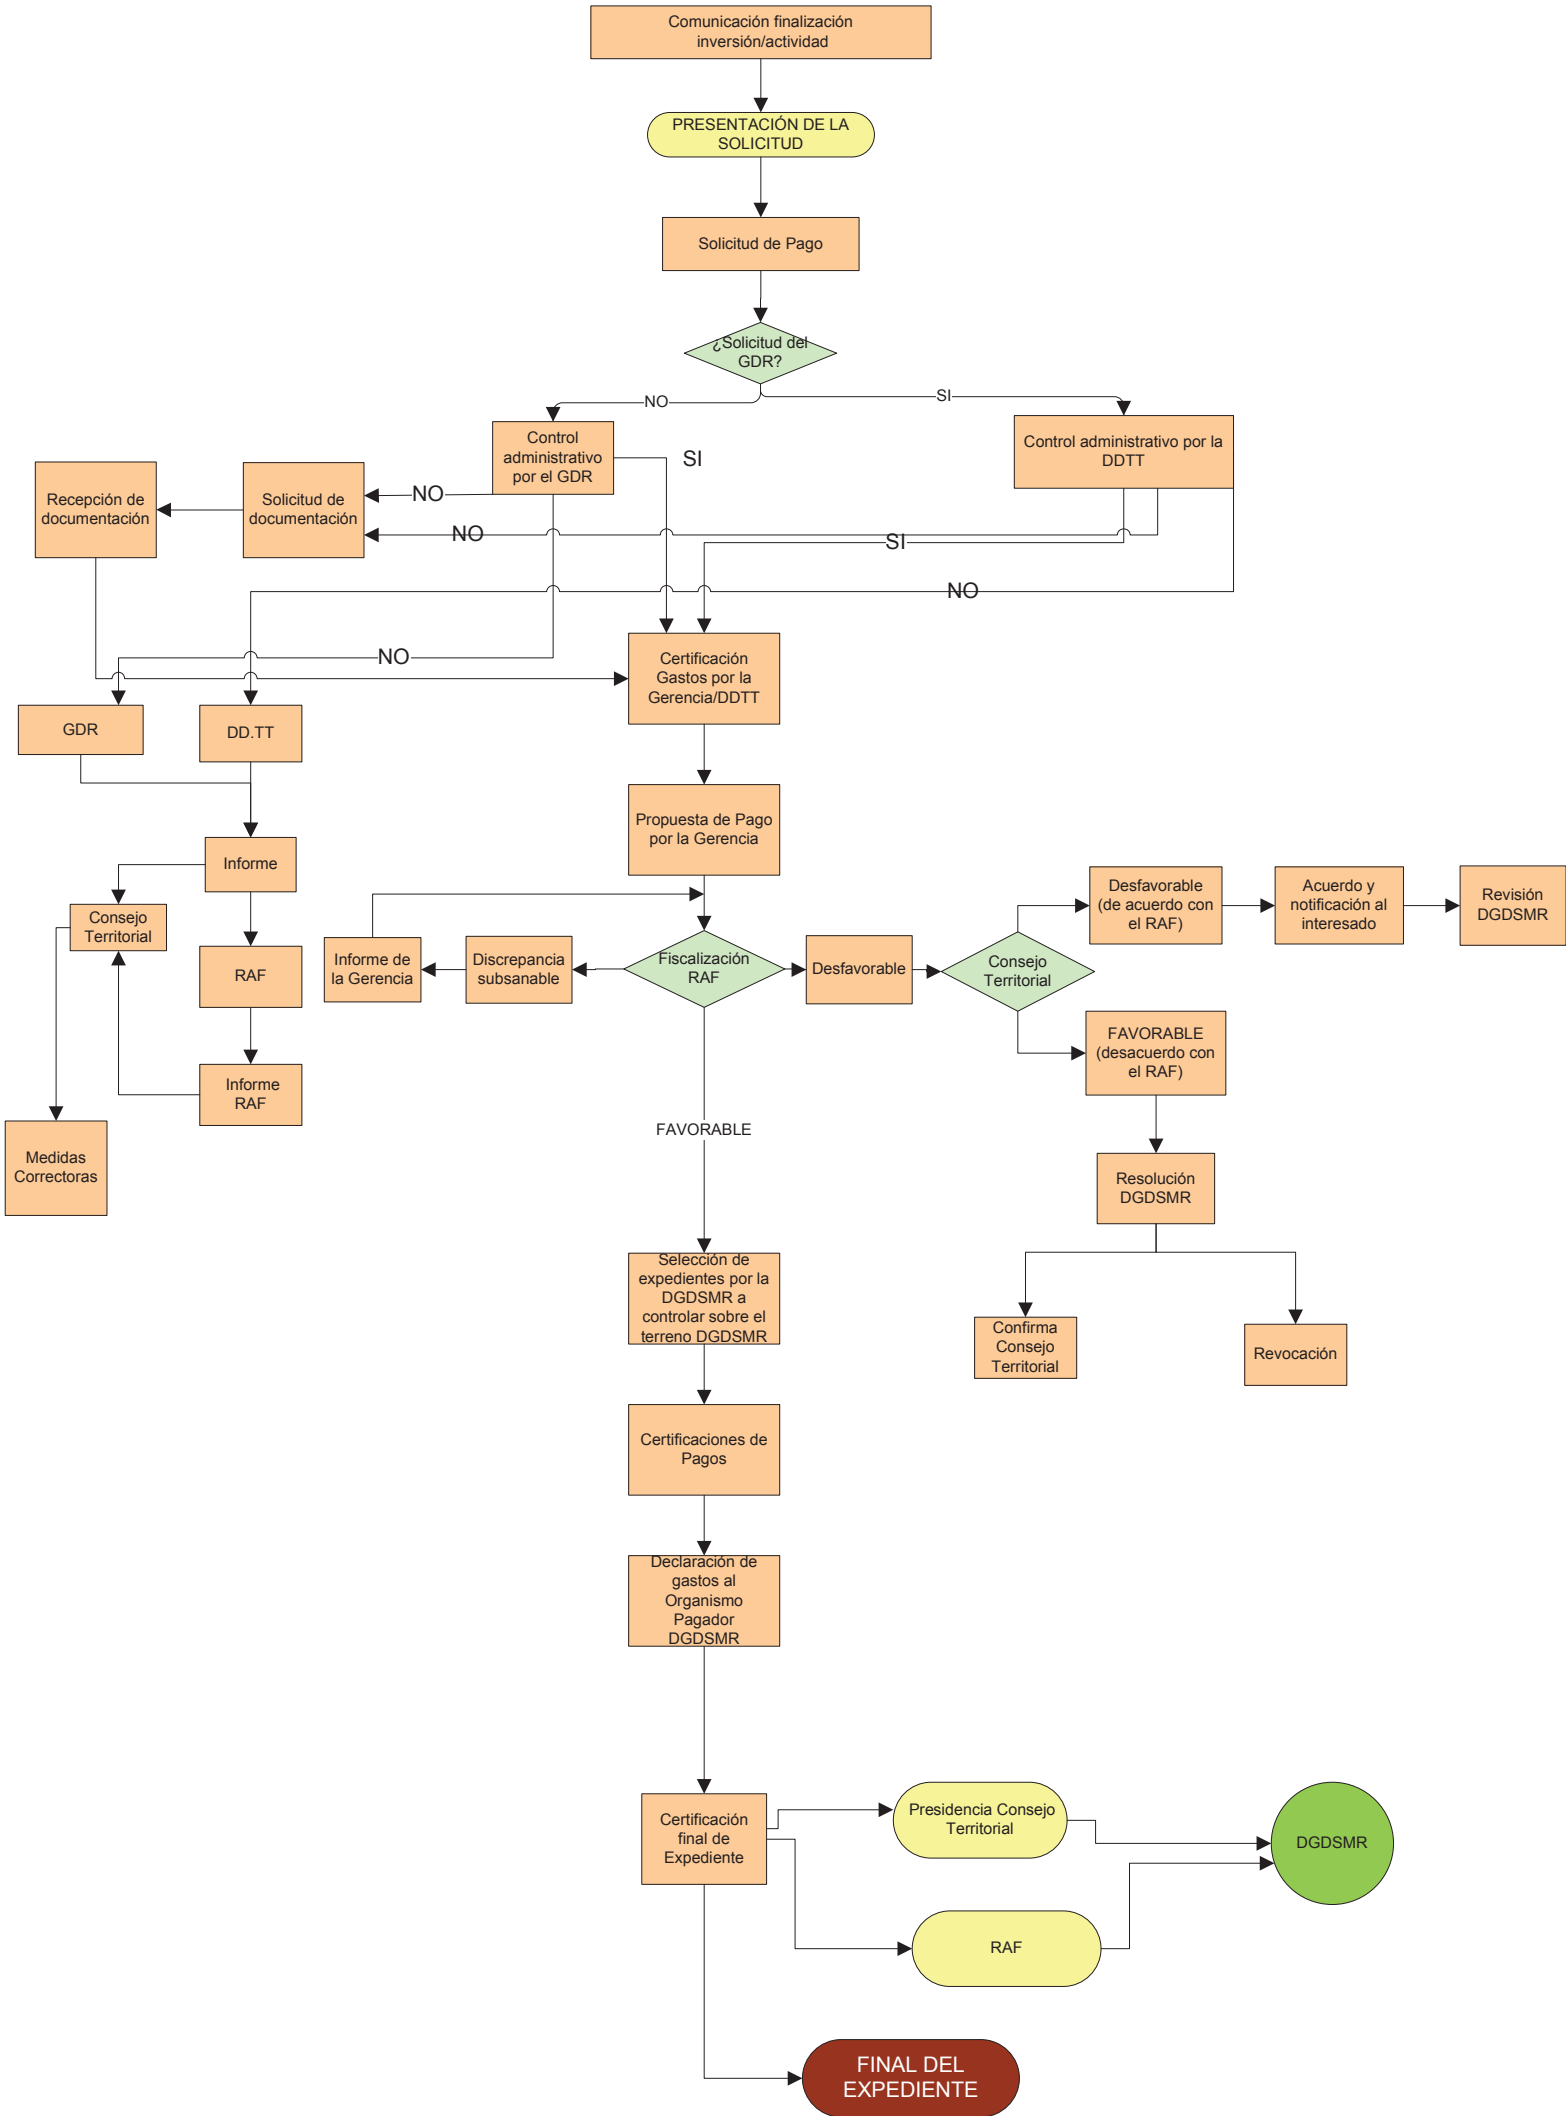 Comunicación finalización
inversión/actividad
PRESENTACIÓN DE LA
SOLICITUD
Solicitud de Pago
¿Solicitud del
GDR?
NO
SI
Control
administrativo
por el GDR
SI
Control administrativo por la
DDTT
Recepción de
documentación
Solicitud de
documentación
NO
NO
SI
NO
NO
Certificación
Gastos por la
Gerencia/DDTT
GDR
DD.TT
Propuesta de Pago
por la Gerencia
Informe
Consejo
Territorial
RAF
Informe
RAF
Medidas
Correctoras
Informe de
la Gerencia
Discrepancia
subsanable
Fiscalización
RAF
Desfavorable
Consejo
Territorial
Desfavorable
(de acuerdo con
el RAF)
Acuerdo y
notificación al
interesado
Revisión
DGDSMR
FAVORABLE
(desacuerdo con
el RAF)
FAVORABLE
Resolución
DGDSMR
Selección de
expedientes por la
DGDSMR a
controlar sobre el
terreno DGDSMR
Confirma
Consejo
Territorial
Revocación
Certificaciones de
Pagos
Declaración de
gastos al
Organismo
Pagador
DGDSMR
Certificación
final de
Expediente
Presidencia Consejo
Territorial
DGDSMR
RAF
FINAL DEL
EXPEDIENTE